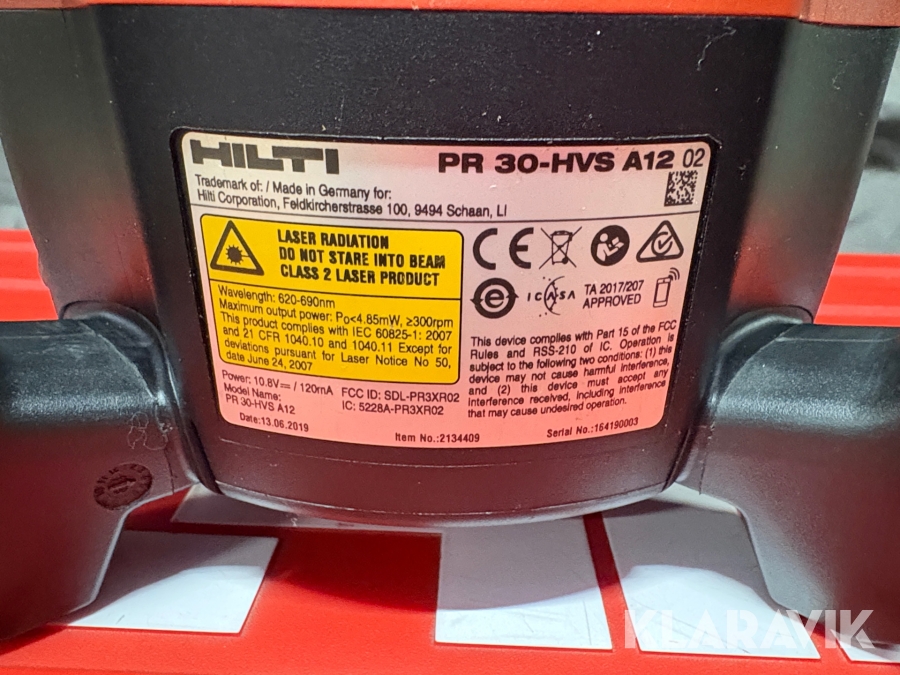 HILTI
PR 30-HVS A12 02
Trademark of: / Made in Germany for:
Hilti Corporation, Feldkircherstrasse 100, 9494 Schaan, LI
LASER RADIATION
DO NOT STARE INTO BEAM
CLASS 2 LASER PRODUCT
Wavelength: 620-690nm
Maximum output power: Po<4.85mW, ≥300rpm
This product complies with IEC 60825-1: 2007
and 21 CFR 1040.10 and 1040.11 Except for
deviations pursuant for Laser Notice No 50,
date June 24, 2007
CE
e
ICASA
TA 2017/207
APPROVED
This device complies with Part 15 of the FCC
Rules and RSS-210 of IC. Operation is
subject to the following two conditions: (1) this
device may not cause harmful interference,
and (2) this device must accept any
interference received, including interference
that may cause undesired operation.
Power: 10.8V⎓ / 120mA
Model Name:
PR 30-HVS A12
FCC ID: SDL-PR3XR02
IC: 5228A-PR3XR02
Date:13.06.2019
Item No.:2134409
Serial No.:164190003
KLARAVIK